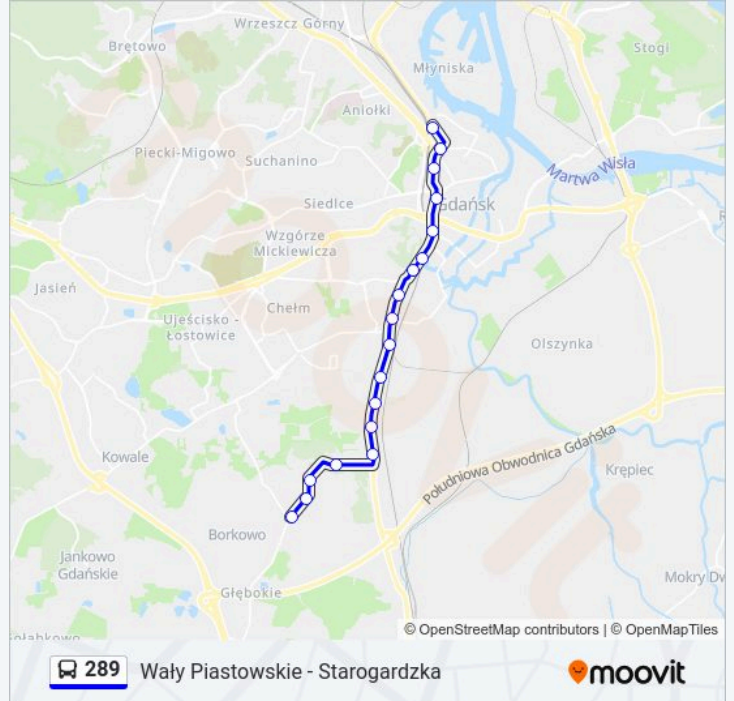 Wrzeszcz Górny
Brętowo
Stogi
Młyniska
Aniołki
Piecki-Migowo
Suchanino
Martwa Wisła
Siedlce
Gdańsk
Wzgórze
Mickiewicza
Jasień
Chełm
Ujeścisko -
Łostowice
Olszynka
Kowale
Południowa Obwodnica Gdańska
Krępiec
Borkowo
Jankowo
Gdańskie
Głębokie
Mokry Dw
© OpenStreetMap contributors | © OpenMapTiles
289 Wały Piastowskie - Starogardzka
moovit